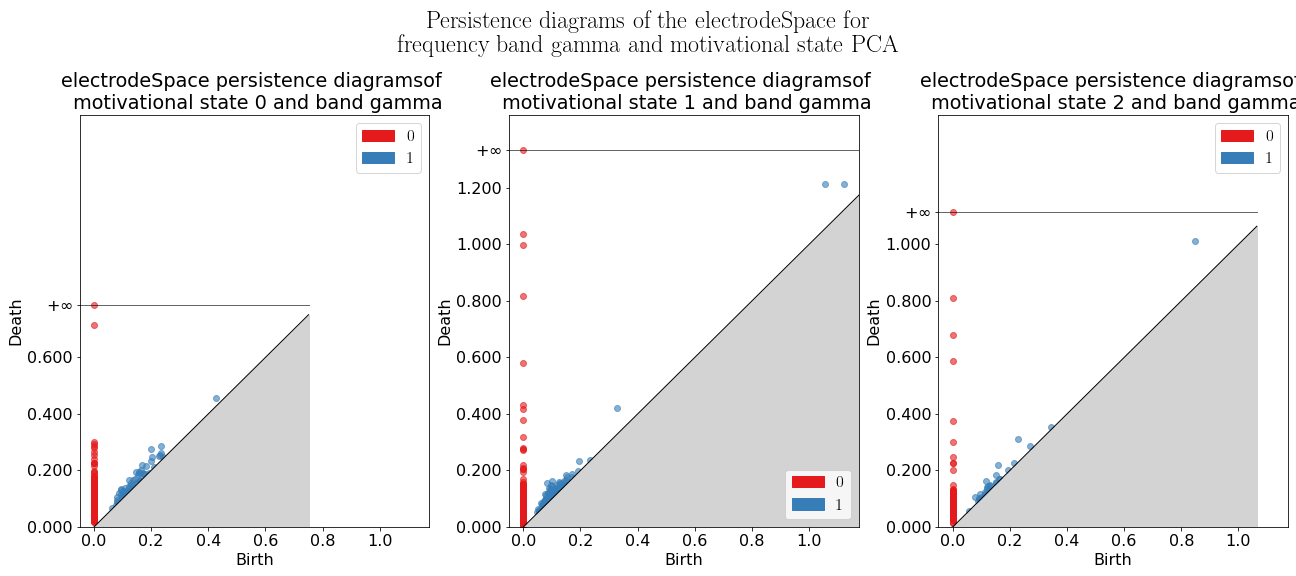 Persistence diagrams of the electrodeSpace for
frequency band gamma and motivational state PCA
electrodeSpace persistence diagramsof
motivational state 0 and band gamma
0
1
+∞
0.600
0.400
0.200
0.000
Death
0.0 0.2 0.4 0.6 0.8 1.0
Birth
electrodeSpace persistence diagramsof
motivational state 1 and band gamma
+∞
1.200
1.000
0.800
0.600
0.400
0.200
0.000
Death
0
1
0.0 0.2 0.4 0.6 0.8 1.0
Birth
electrodeSpace persistence diagramsof
motivational state 2 and band gamma
0
1
+∞
1.000
0.800
0.600
0.400
0.200
0.000
Death
0.0 0.2 0.4 0.6 0.8 1.0
Birth